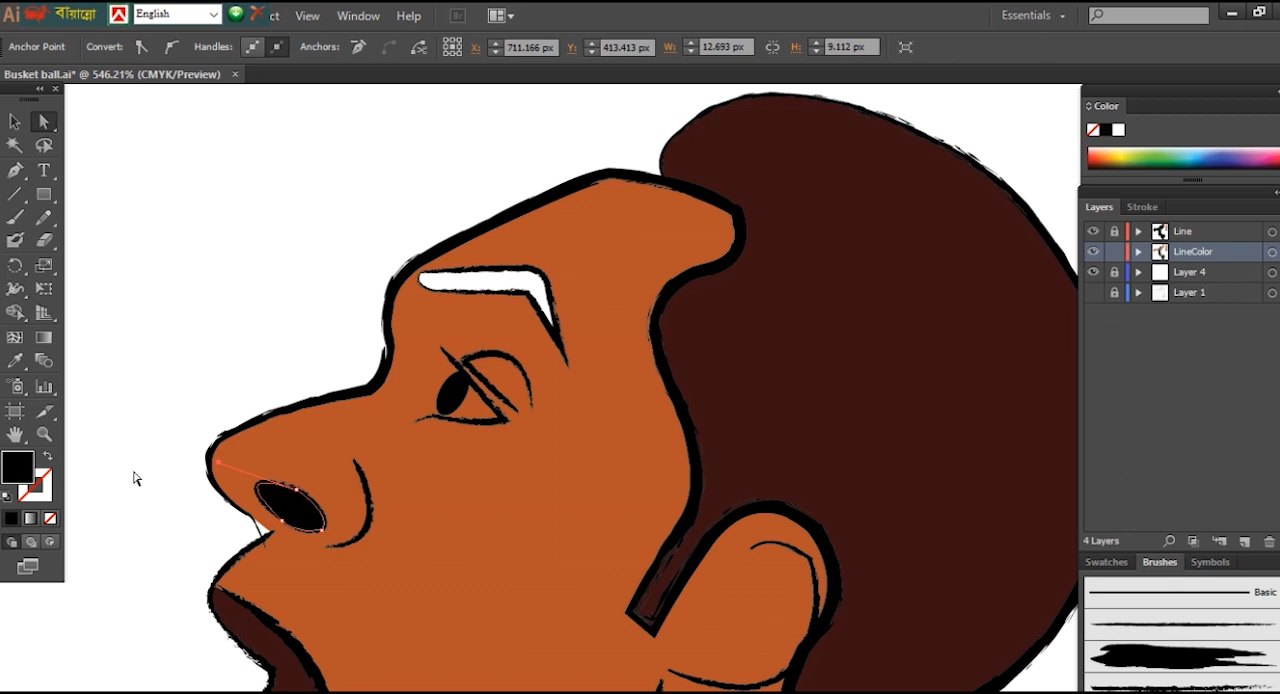 Ai বায়ান্নো English ct View Window Help Br Essentials
Anchor Point Convert: Handles: Anchors: X: 711.166 px Y: 413.413 px W: 12.693 px H: 9.112 px
Busket ball.ai* @ 546.21% (CMYK/Preview) ×
Color
Layers Stroke
Line
LineColor
Layer 4
Layer 1
4 Layers
Swatches Brushes Symbols
Basic